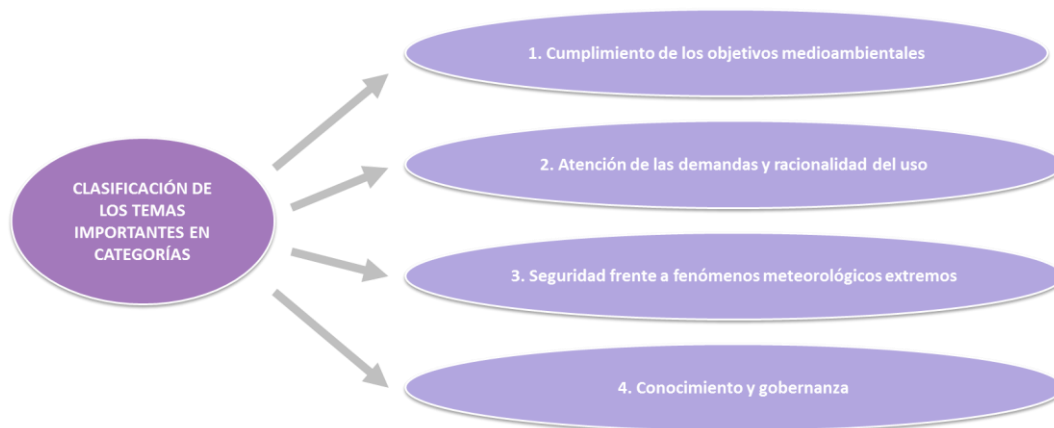 CLASIFICACIÓN DE
LOS TEMAS
IMPORTANTES EN
CATEGORÍAS
1. Cumplimiento de los objetivos medioambientales
2. Atención de las demandas y racionalidad del uso
3. Seguridad frente a fenómenos meteorológicos extremos
4. Conocimiento y gobernanza